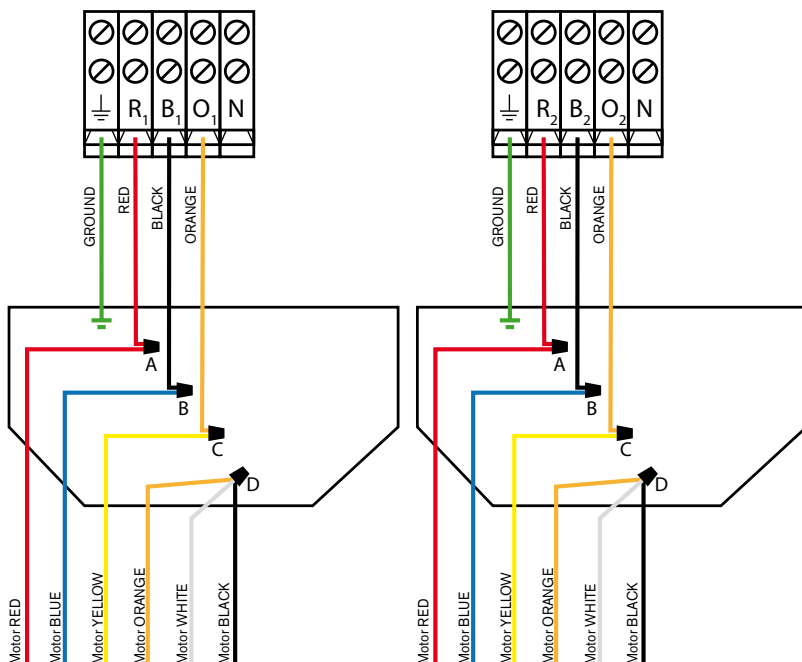 R1 B1 O1 N
GROUND
RED
BLACK
ORANGE
A
B
C
D
Motor RED
Motor BLUE
Motor YELLOW
Motor ORANGE
Motor WHITE
Motor BLACK
R2 B2 O2 N
GROUND
RED
BLACK
ORANGE
A
B
C
D
Motor RED
Motor BLUE
Motor YELLOW
Motor ORANGE
Motor WHITE
Motor BLACK